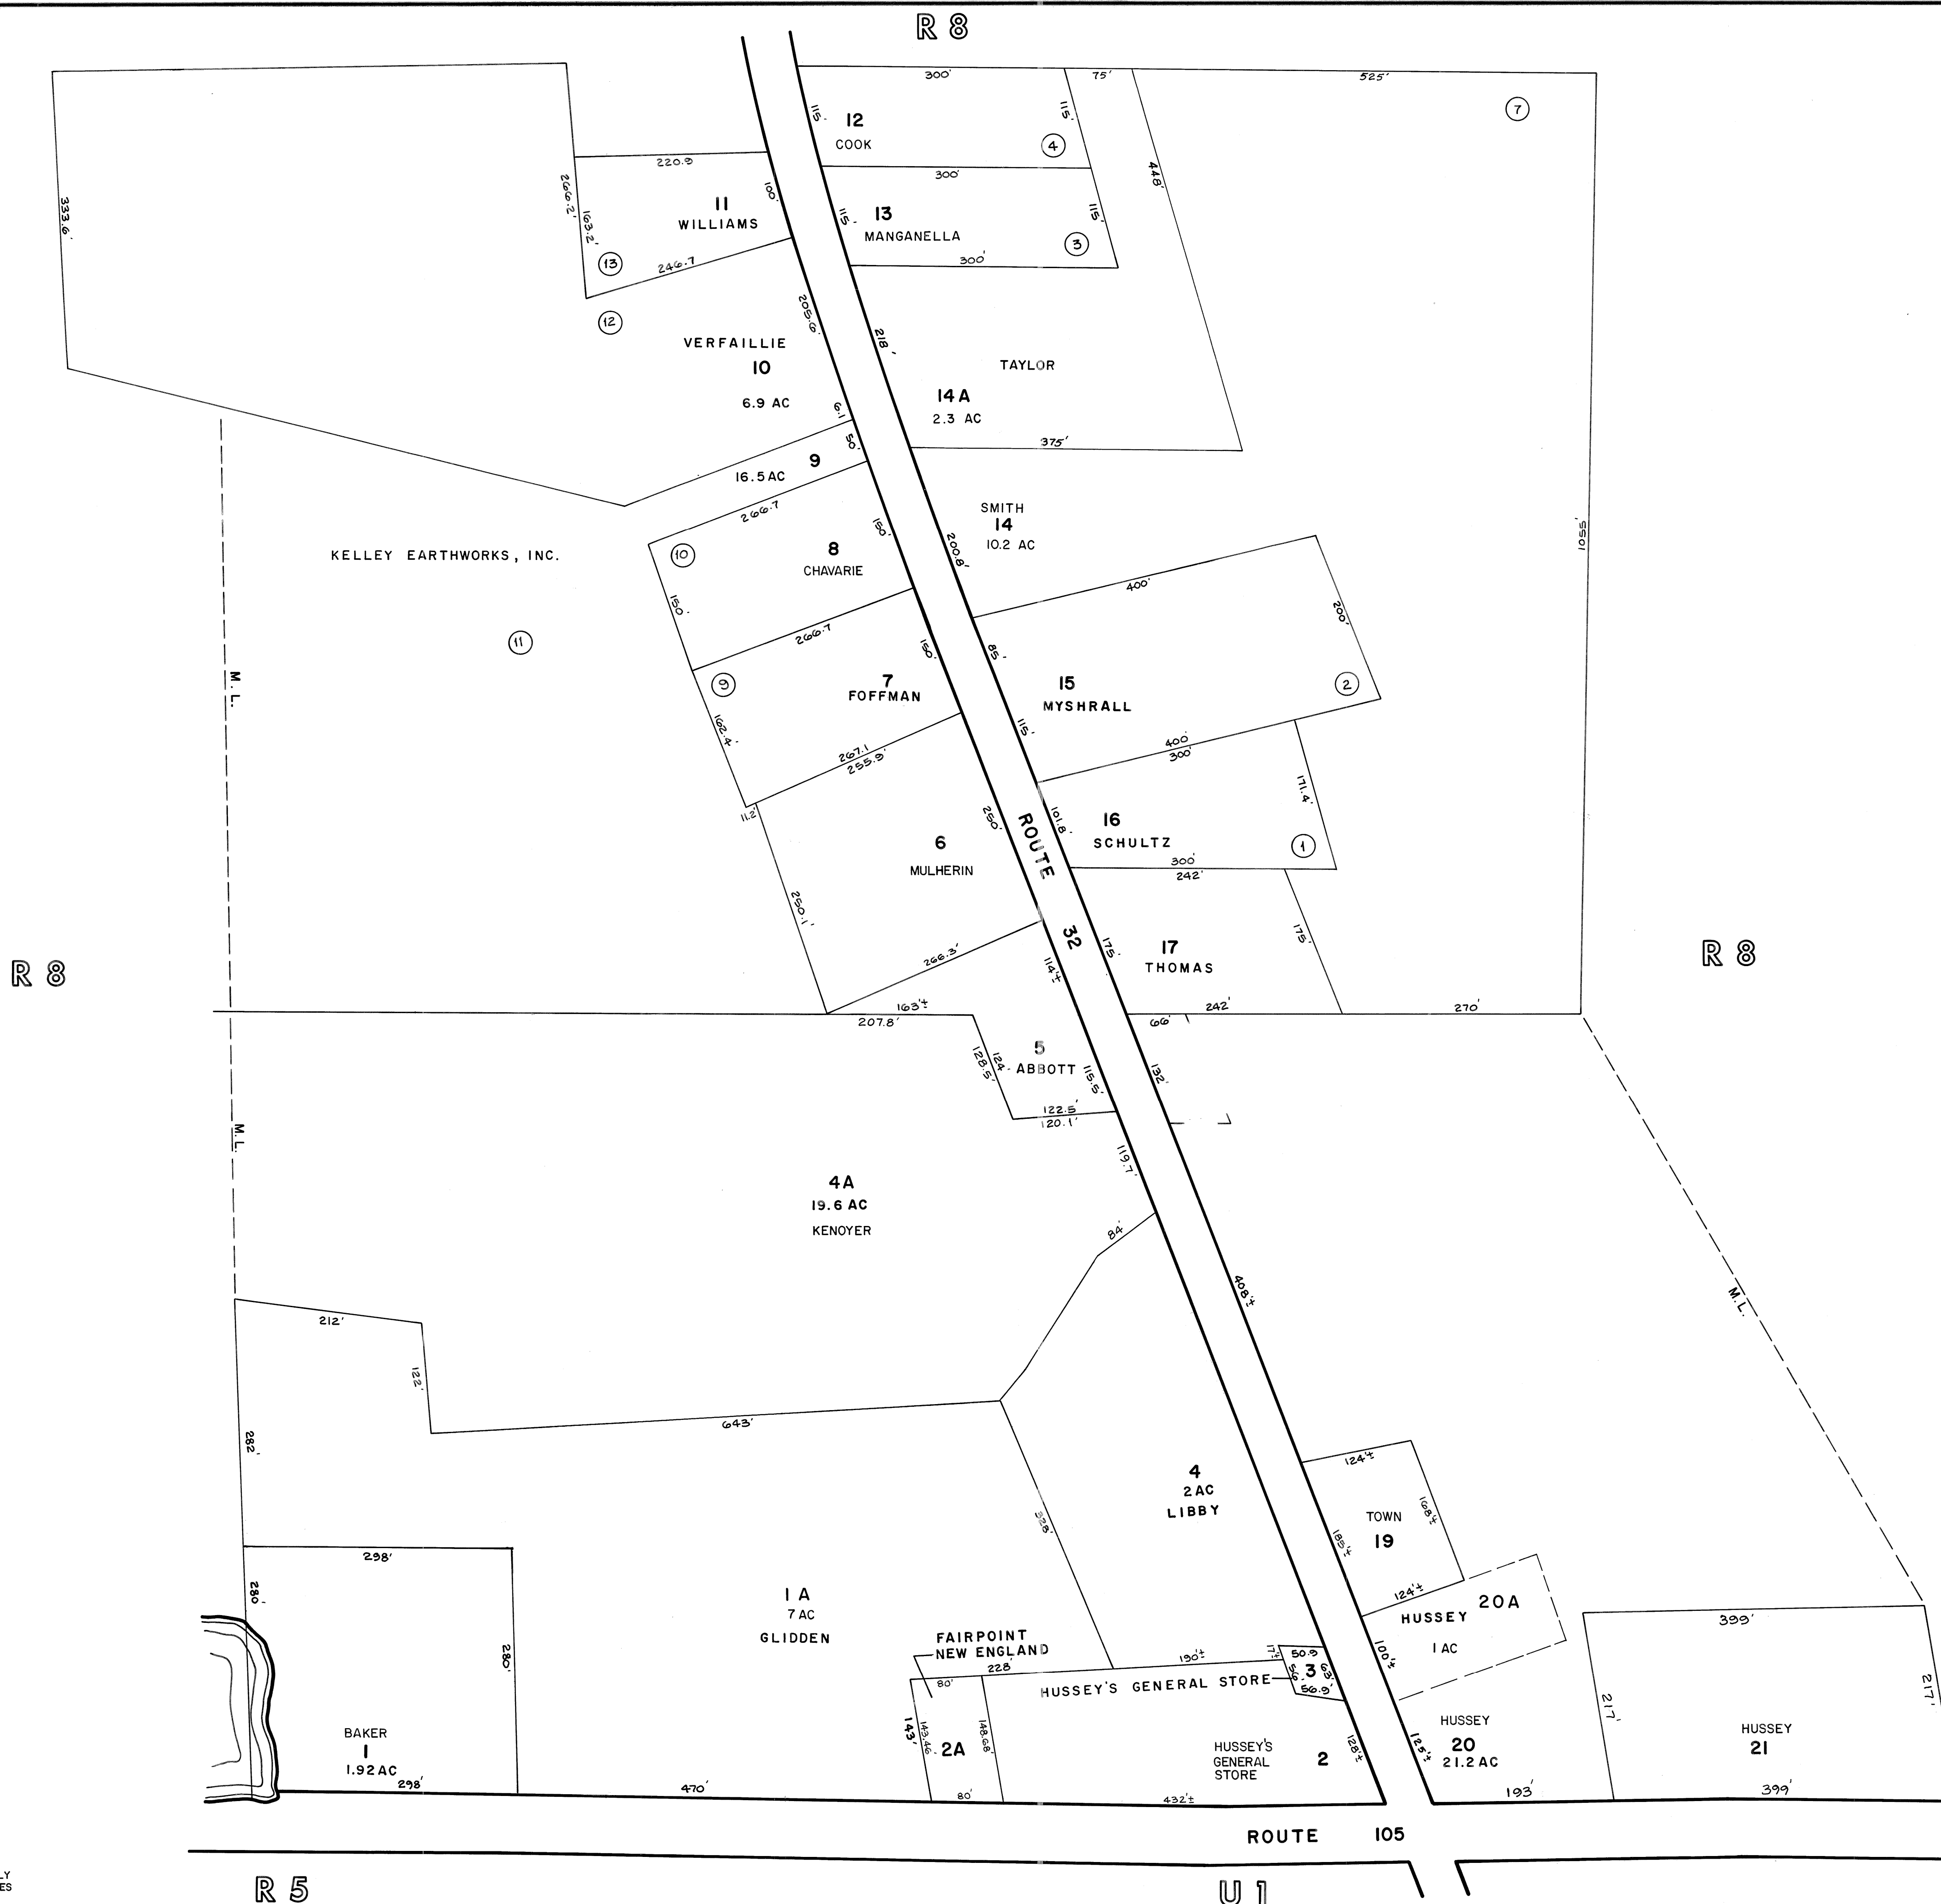 R 8
300'
75'
525'
7
115'
12
COOK
115'
4
220.9
300'
448'
333.6'
266.2'
163.2'
100'
11
WILLIAMS
115'
13
MANGANELLA
115'
3
13
246.7
300'
12
205.6'
218'
VERFAILLIE
10
6.9 AC
TAYLOR
14A
2.3 AC
6.1
50'
375'
9
16.5 AC
266.7
SMITH
14
10.2 AC
1055'
KELLEY EARTHWORKS, INC.
10
8
CHAVARIE
150'
200.8'
400'
150'
200'
11
266.7
150'
85'
M.L.
9
7
FOFFMAN
15
MYSHRALL
2
162.4'
115'
267.1
255.9'
400'
300'
171.4'
11.2'
250'
ROUTE 32
101.8'
16
SCHULTZ
1
6
MULHERIN
300'
242'
250.1'
266.3'
114'±
175'
17
THOMAS
175'
R 8
R 8
163'±
207.8'
66'
242'
270'
5
ABBOTT
124'
128.5'
115.5'
132'
122.5'
120.1'
M.L.
119.7'
4A
19.6 AC
KENOYER
84'
408'±
M.L.
212'
122'
643'
282'
124'±
4
2 AC
LIBBY
328'
TOWN
19
168'±
185'±
298'
280'
124'±
20A
HUSSEY
1 AC
1 A
7 AC
GLIDDEN
399'
FAIRPOINT
NEW ENGLAND
100'±
280'
228'
190'±
17'±
50.9
56'
63'
3
56.9'
HUSSEY'S GENERAL STORE
80'
217'
217'
143'
143.46'
2A
148.68'
BAKER
1
1.92 AC
HUSSEY'S
GENERAL
STORE
2
128'±
125'±
HUSSEY
20
21.2 AC
HUSSEY
21
298'
470'
80'
432'±
193'
399'
ROUTE 105
LY
ES
R 5
U 1